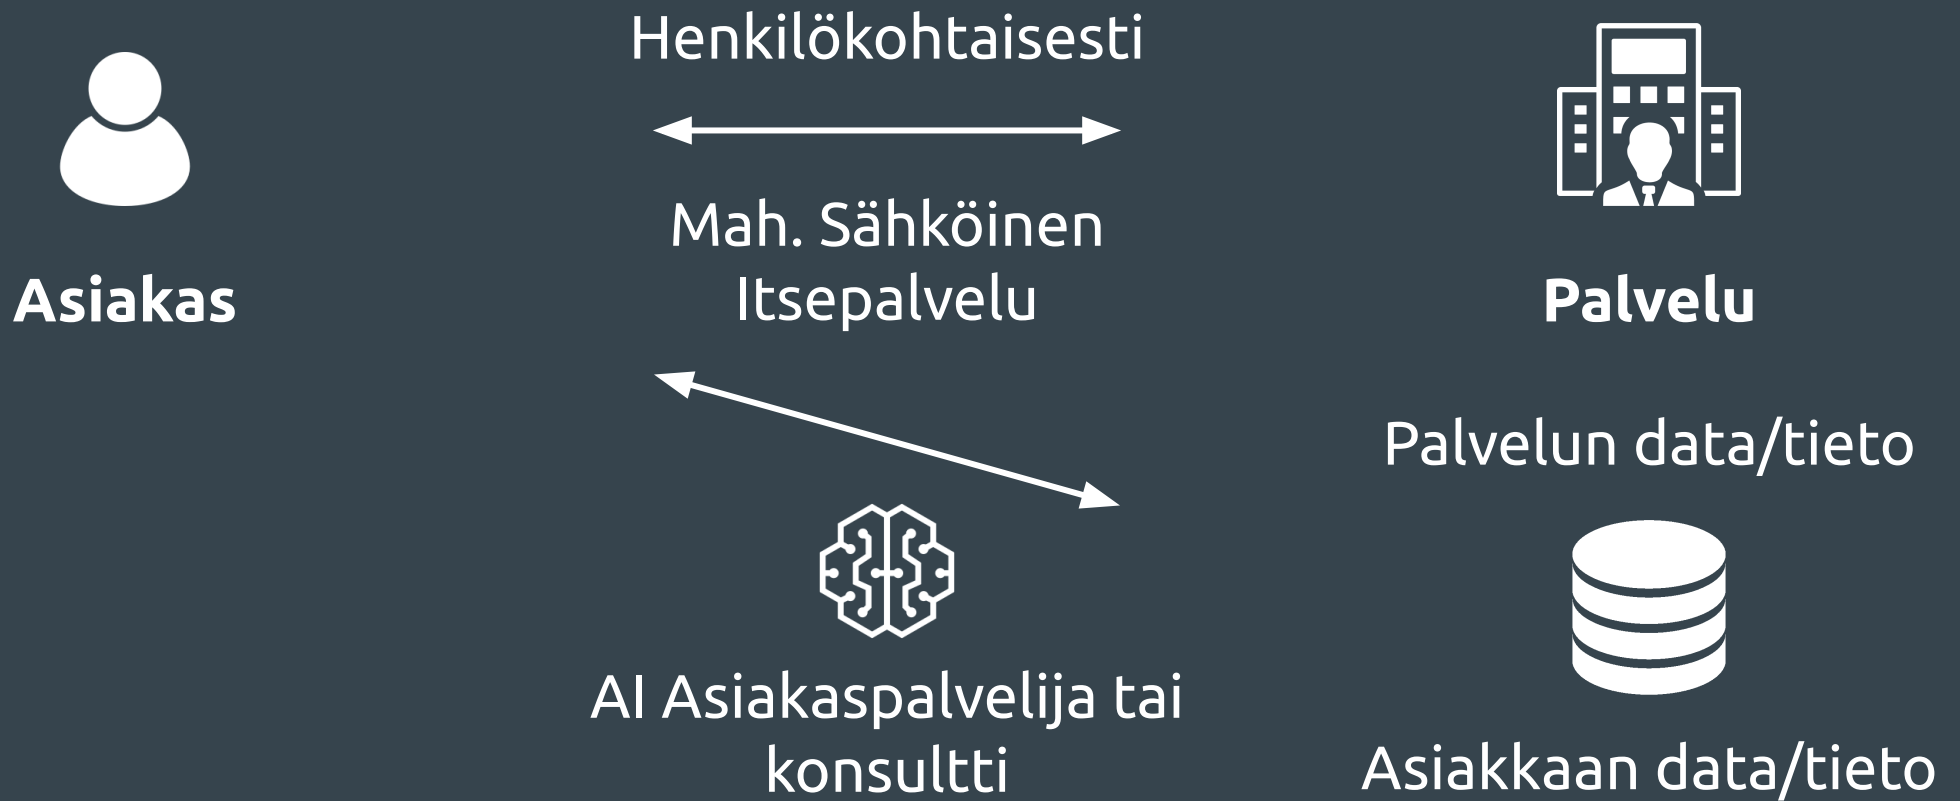 Henkilökohtaisesti
Mah. Sähköinen
Itsepalvelu
Asiakas
Palvelu
Palvelun data/tieto
AI Asiakaspalvelija tai
konsultti
Asiakkaan data/tieto